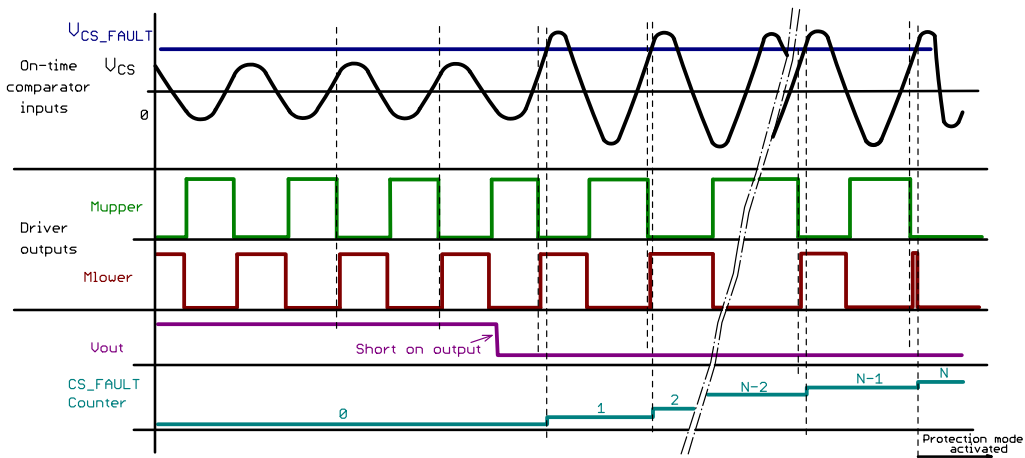 VCS_FAULT
On-time
comparator
inputs
VCS
0
Mupper
Driver
outputs
Mlower
Vout
Short on output
CS_FAULT
Counter
0
1
2
N-2
N-1
N
Protection mode
activated